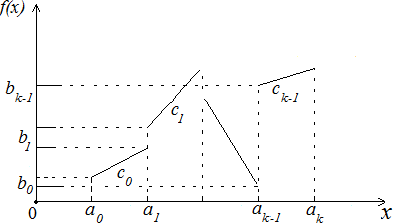 f(x)
b_{k-1}
c_{k-1}
c_1
b_1
c_0
b_0
0 a_0 a_1 a_{k-1} a_k x